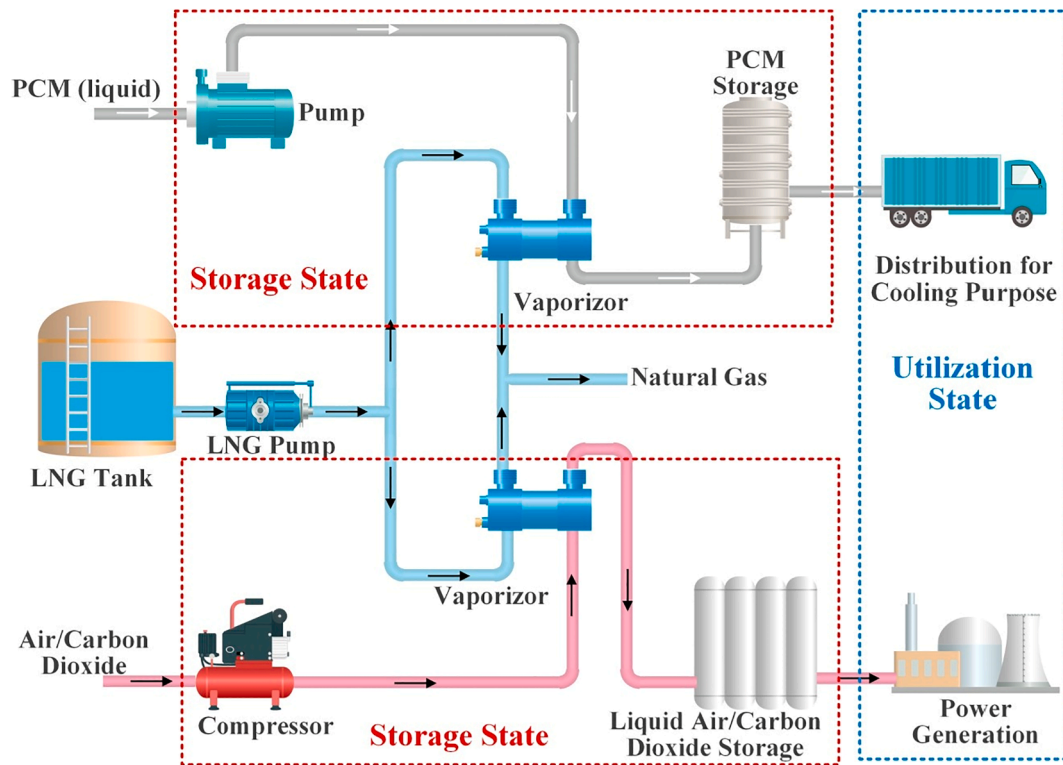 PCM (liquid)
Pump
PCM
Storage
Storage State
Vaporizor
Distribution for
Cooling Purpose
Natural Gas
Utilization
State
LNG Pump
LNG Tank
Vaporizor
Air/Carbon
Dioxide
Compressor
Storage State
Liquid Air/Carbon
Dioxide Storage
Power
Generation